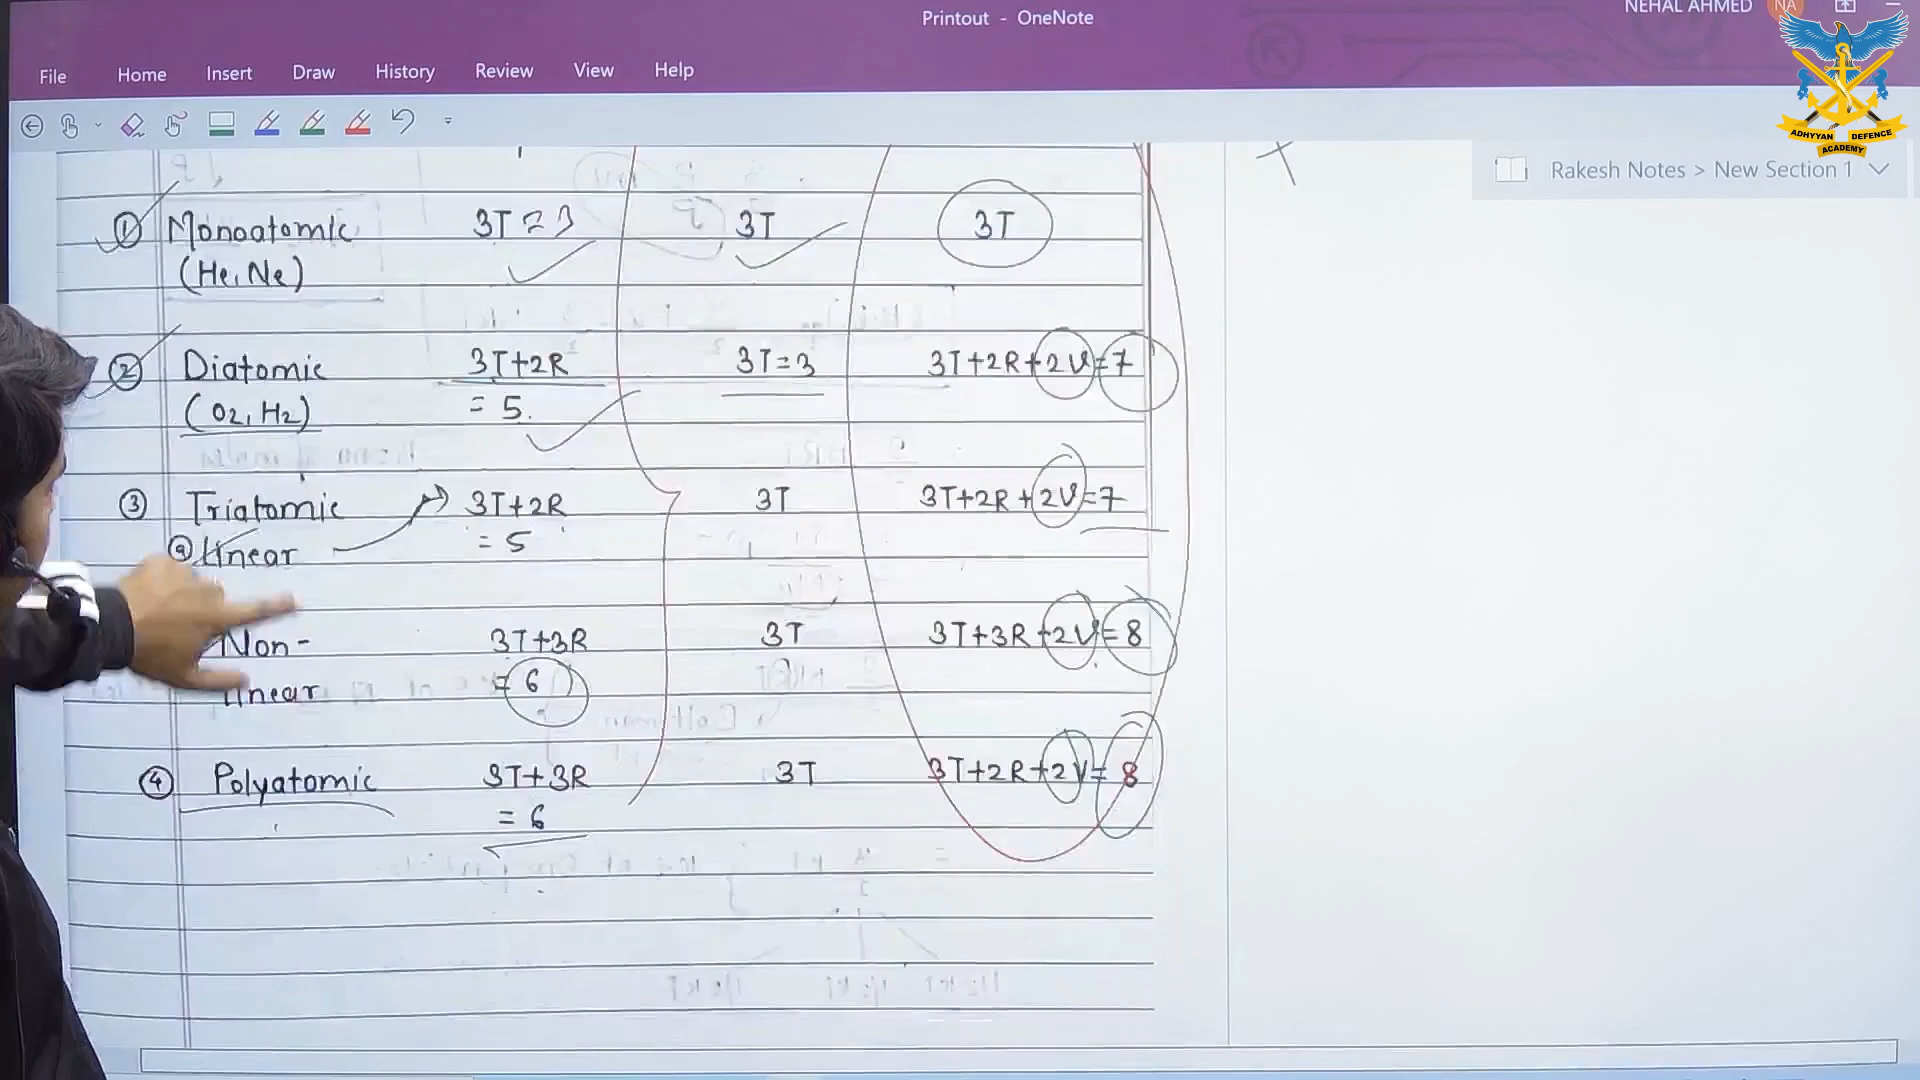 NEHAL AHMED NA
Printout - OneNote
File Home Insert Draw History Review View Help
ADHYYAN DEFENCE
ACADEMY
Rakesh Notes > New Section 1
① Monoatomic 3T = 3 3T 3T
(He, Ne)
② Diatomic 3T+2R 3T=3 3T+2R+2V=7
(O2, H2) = 5.
③ Triatomic 3T+2R 3T 3T+2R+2V=7
ⓐ Linear = 5
Non- 3T+3R 3T 3T+3R+2V=8
linear = 6
④ Polyatomic 3T+3R 3T 3T+2R+2V=8
= 6